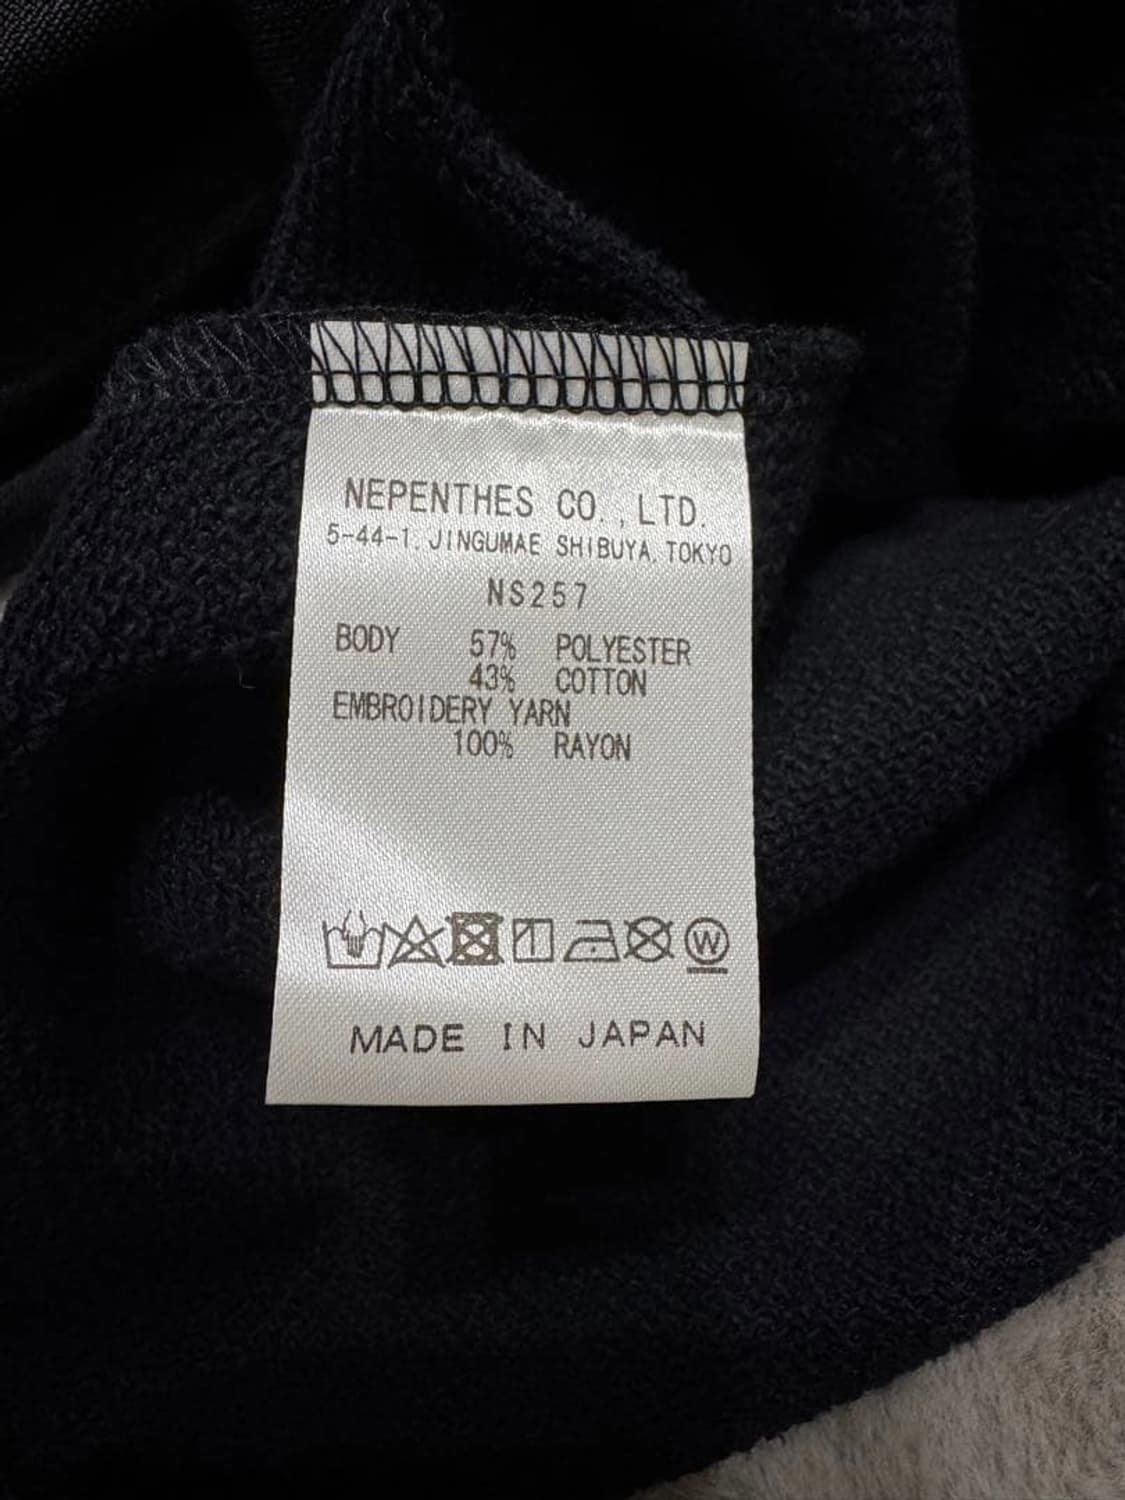 NEPENTHES CO.,LTD.
5-44-1, JINGUMAE SHIBUYA, TOKYO
NS257
BODY 57% POLYESTER
43% COTTON
EMBROIDERY YARN
100% RAYON
W
MADE IN JAPAN